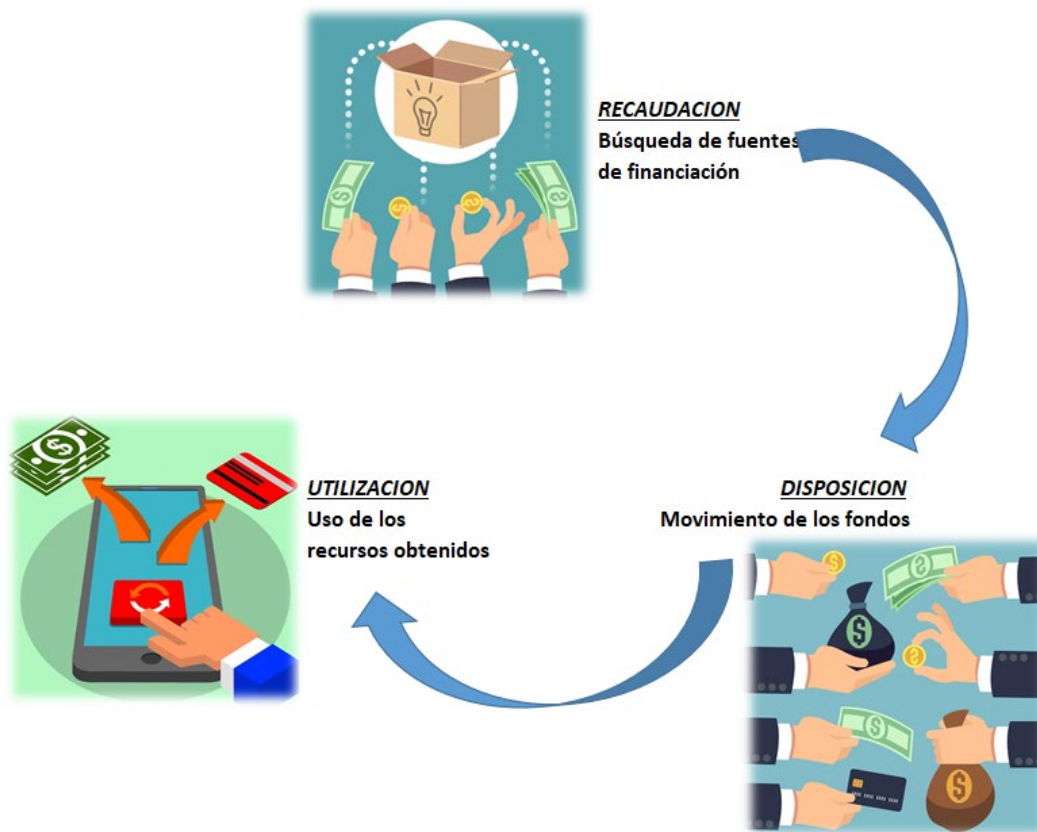 RECAUDACION
Búsqueda de fuentes
de financiación
DISPOSICION
Movimiento de los fondos
UTILIZACION
Uso de los
recursos obtenidos